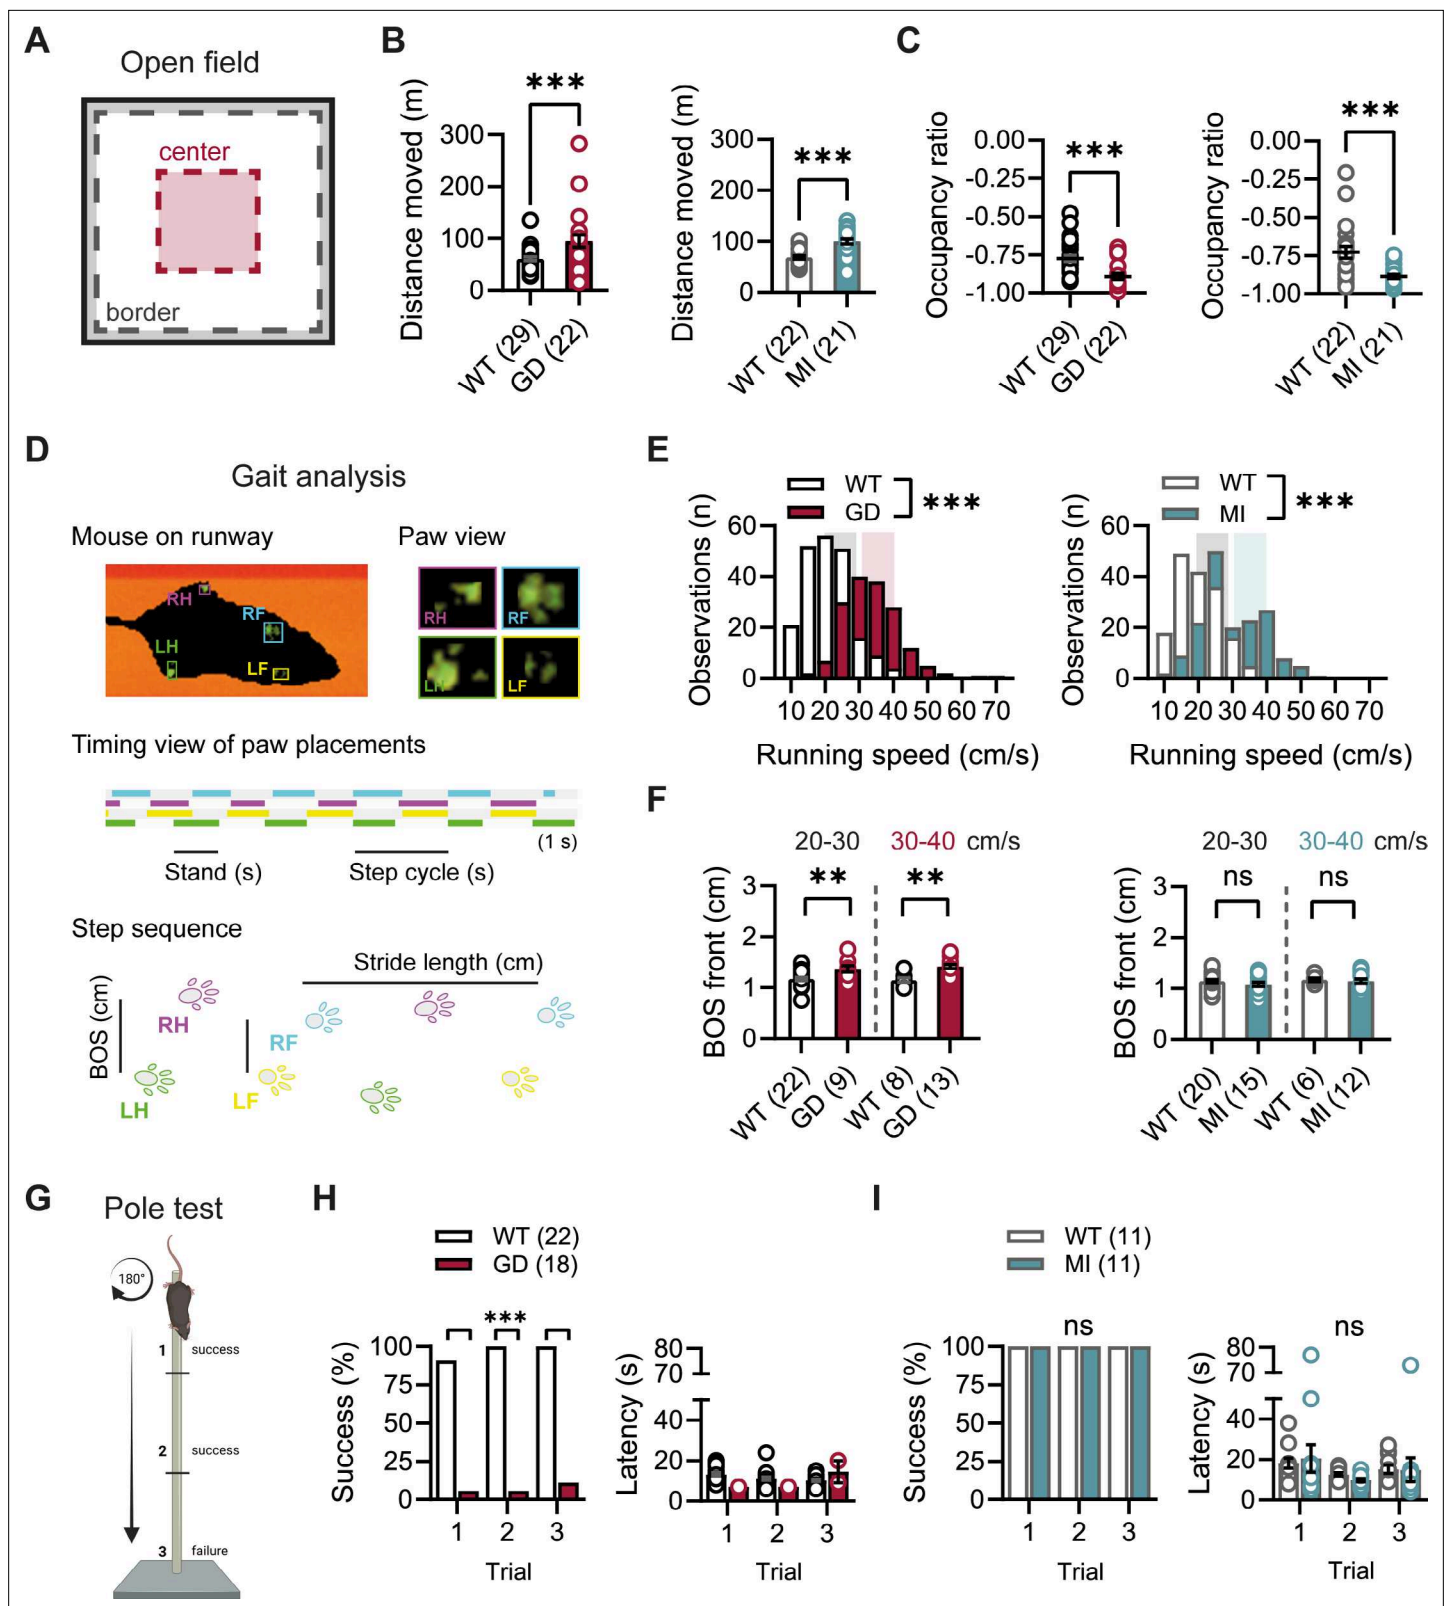 A
Open field
center
border
B
Distance moved (m)
***
300
200
100
0
WT (29)
GD (22)
Distance moved (m)
***
300
200
100
0
WT (22)
MI (21)
C
Occupancy ratio
***
0.00
-0.25
-0.50
-0.75
-1.00
WT (29)
GD (22)
Occupancy ratio
***
0.00
-0.25
-0.50
-0.75
-1.00
WT (22)
MI (21)
D
Gait analysis
Mouse on runway
RH
RF
LH
LF
Paw view
RH
RF
LH
LF
Timing view of paw placements
(1 s)
Stand (s)
Step cycle (s)
Step sequence
Stride length (cm)
BOS (cm)
RH
RF
LH
LF
E
WT
GD
***
Observations (n)
60
40
20
0
10 20 30 40 50 60 70
Running speed (cm/s)
WT
MI
***
Observations (n)
60
40
20
0
10 20 30 40 50 60 70
Running speed (cm/s)
F
20-30 30-40 cm/s
** **
BOS front (cm)
3
2
1
0
WT (22)
GD (9)
WT (8)
GD (13)
20-30 30-40 cm/s
ns ns
BOS front (cm)
3
2
1
0
WT (20)
MI (15)
WT (6)
MI (12)
G
Pole test
180°
1 success
2 success
3 failure
H
WT (22)
GD (18)
***
Success (%)
100
75
50
25
0
1 2 3
Trial
Latency (s)
80
70
40
20
0
1 2 3
Trial
I
WT (11)
MI (11)
ns
Success (%)
100
75
50
25
0
1 2 3
Trial
ns
Latency (s)
80
70
40
20
0
1 2 3
Trial